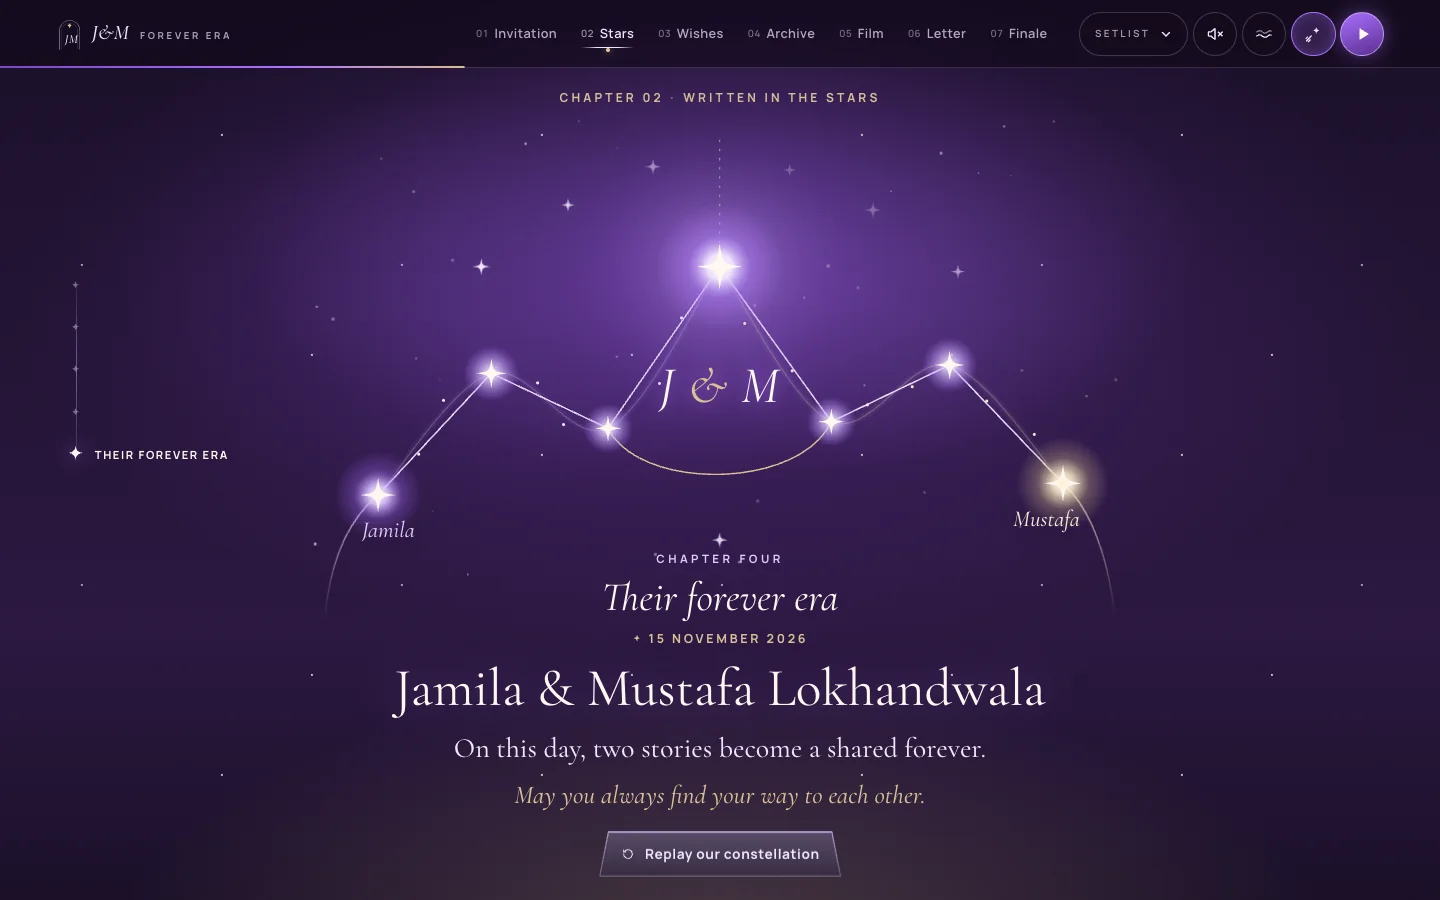 JM J&M FOREVER ERA
01 Invitation 02 Stars 03 Wishes 04 Archive 05 Film 06 Letter 07 Finale SETLIST
CHAPTER 02 · WRITTEN IN THE STARS
J & M
THEIR FOREVER ERA
Jamila
Mustafa
CHAPTER FOUR
Their forever era
15 NOVEMBER 2026
Jamila & Mustafa Lokhandwala
On this day, two stories become a shared forever.
May you always find your way to each other.
Replay our constellation